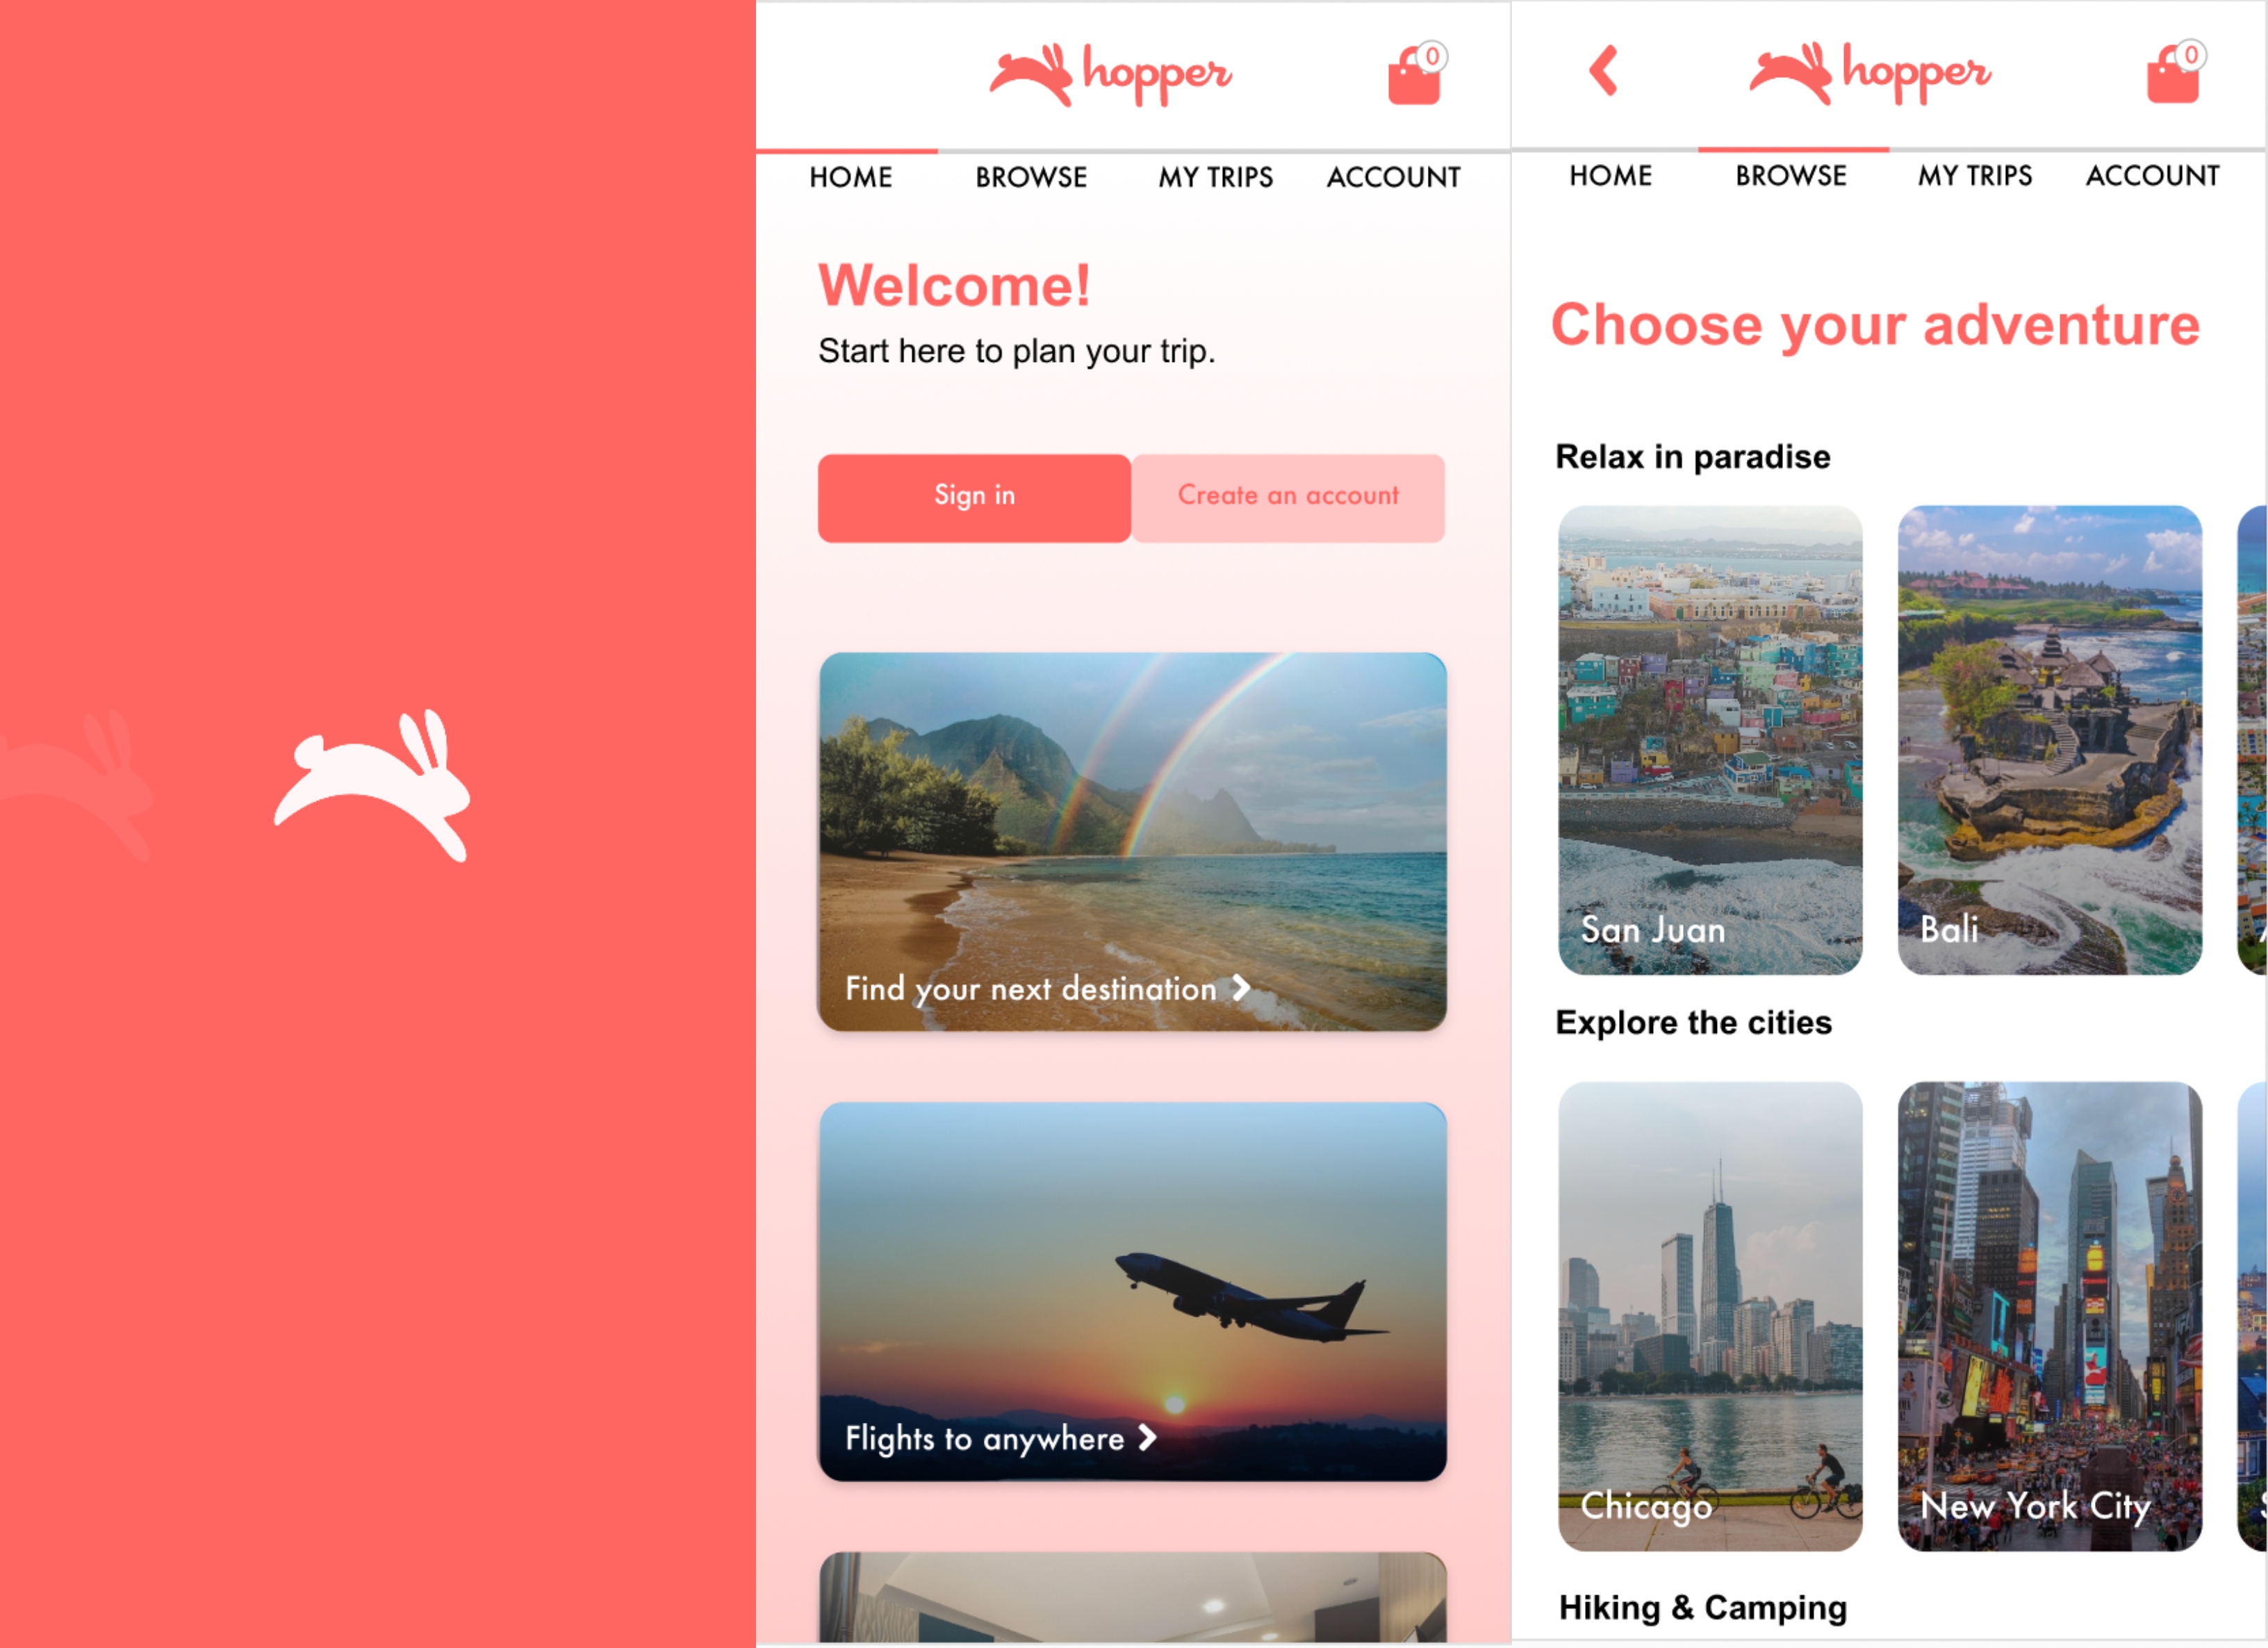 hopper
0
HOME BROWSE MY TRIPS ACCOUNT
Welcome!
Start here to plan your trip.
Sign in
Create an account
Find your next destination
Flights to anywhere
hopper
0
HOME BROWSE MY TRIPS ACCOUNT
Choose your adventure
Relax in paradise
San Juan
Bali
Explore the cities
Chicago
New York City
Hiking & Camping